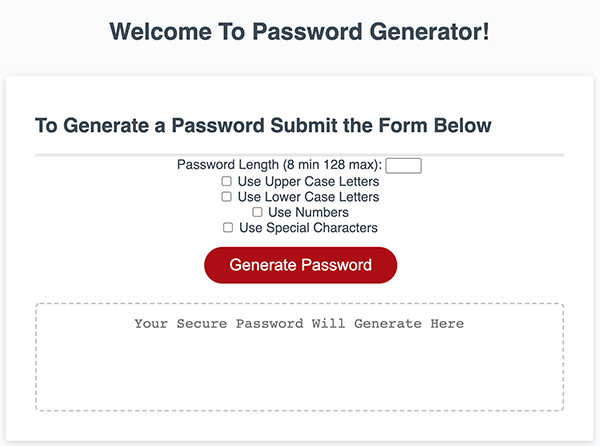 Welcome To Password Generator!
To Generate a Password Submit the Form Below
Password Length (8 min 128 max):
Use Upper Case Letters
Use Lower Case Letters
Use Numbers
Use Special Characters
Generate Password
Your Secure Password Will Generate Here